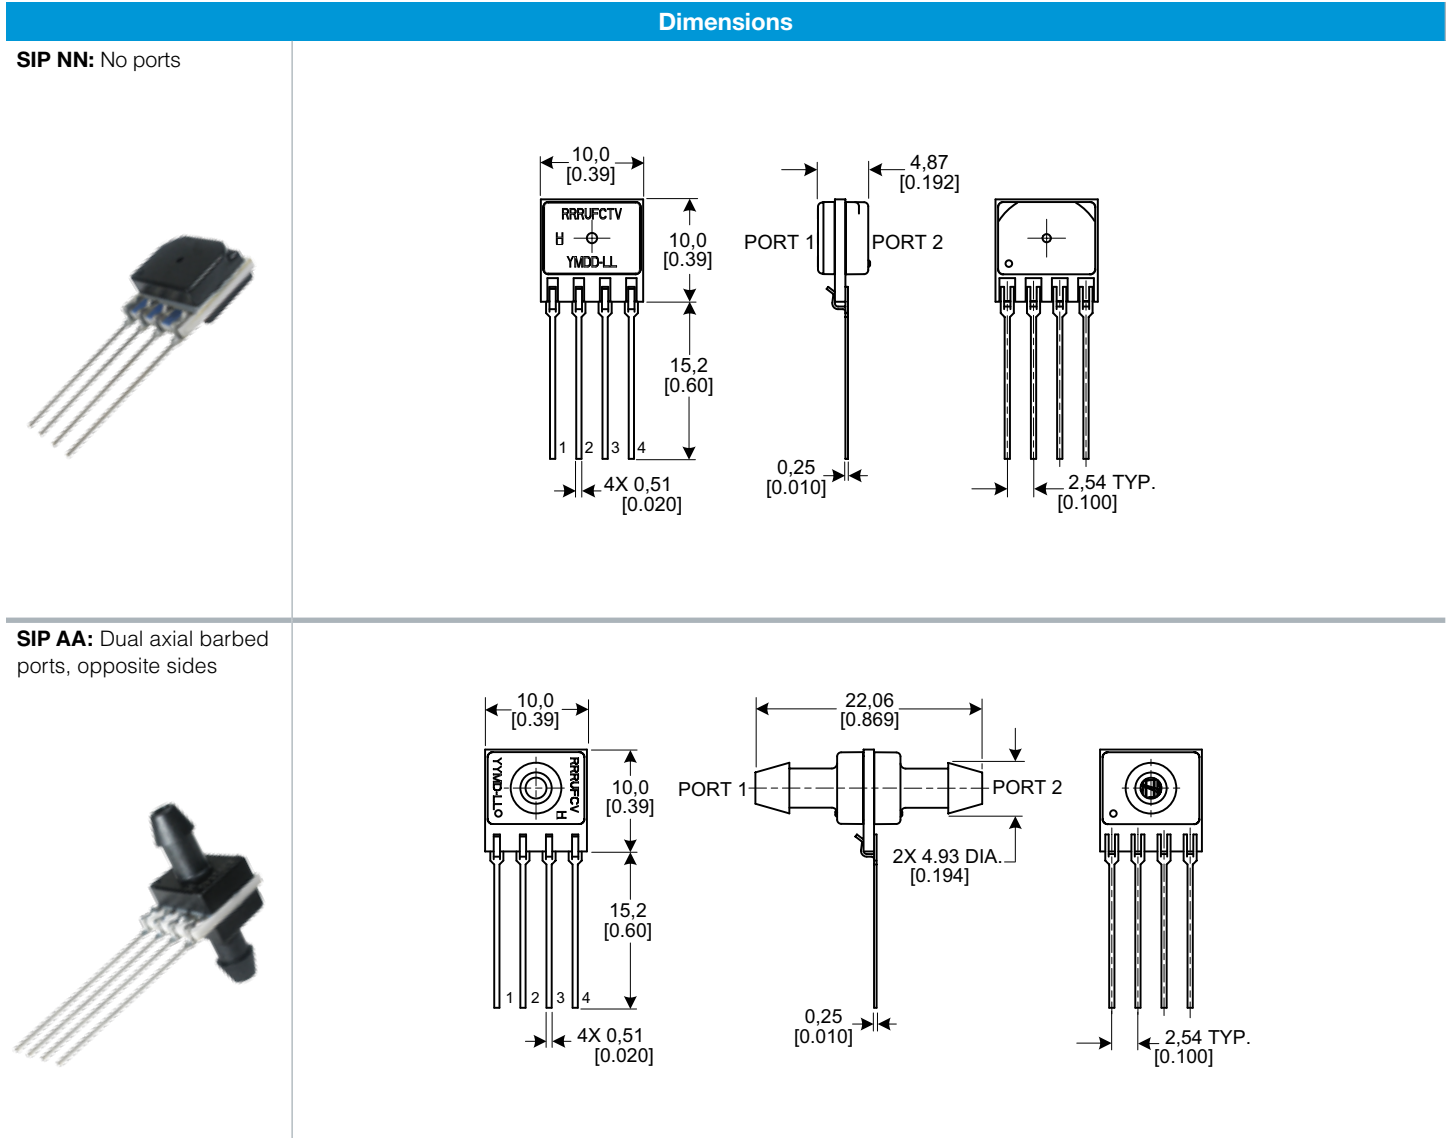 Dimensions
SIP NN: No ports
10,0
[0.39]
4,87
[0.192]
RRRUFCTV
YMDD-LL
10,0
[0.39]
PORT 1
PORT 2
15,2
[0.60]
1 2 3 4
4X 0,51
[0.020]
0,25
[0.010]
2,54 TYP.
[0.100]
SIP AA: Dual axial barbed
ports, opposite sides
10,0
[0.39]
22,06
[0.869]
YYMD-LLO
RRRUFCV
10,0
[0.39]
PORT 1
PORT 2
2X 4.93 DIA.
[0.194]
15,2
[0.60]
1 2 3 4
4X 0,51
[0.020]
0,25
[0.010]
2,54 TYP.
[0.100]